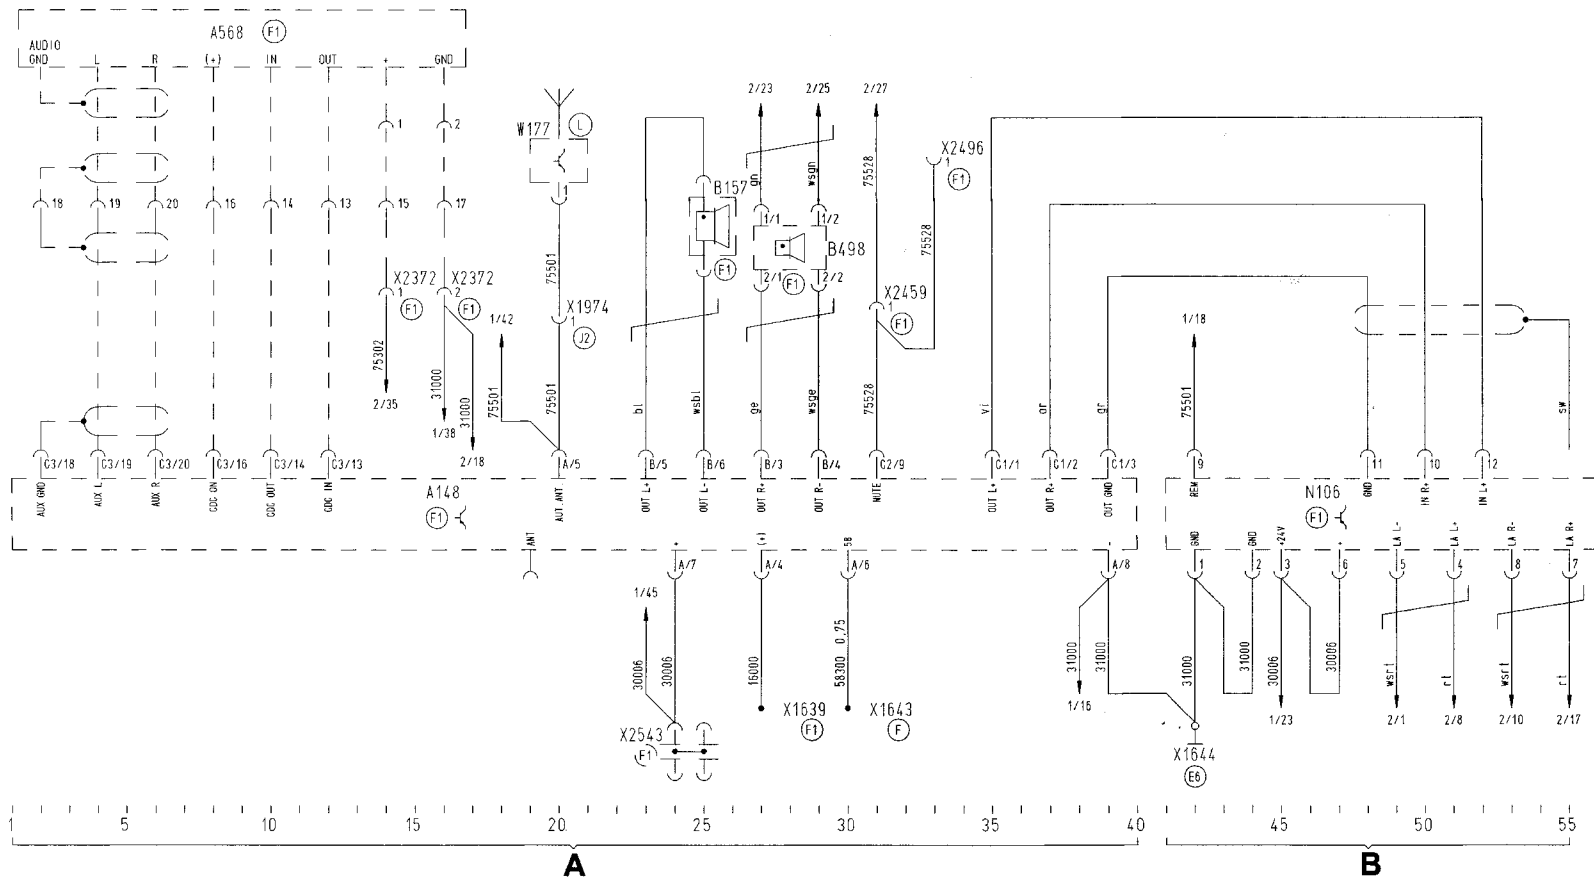 A568 F1
AUDIO
GND L R (+) IN OUT + GND
1 2
W177 L
2/23 2/25 2/27
X2496
1
F1
gn wsgn 75528
B157
F1
1
18 19 20 16 14 13 15 17
1/1 1/2
B498
2/1 F1 2/2
75501
75528
X2372
1
F1
X2372
2
F1
X1974
1
J2
X2459
1
F1
1/42
1/18
75302
2/35
31000
1/38
31000
2/18
75501 75501 bl wsbl ge wsge 75528 vi or gr 75501 sw
C3/18 C3/19 C3/20 C3/16 C3/14 C3/13 A/5 B/5 B/6 B/3 B/4 C2/9 C1/1 C1/2 C1/3 9 11 10 12
AUX GND AUX L AUX R CDC ON CDC OUT CDC IN AUT.ANT. OUT L+ OUT L- OUT R+ OUT R- MUTE OUT L+ OUT R+ OUT GND REM GND IN R+ IN L+
A148
F1
N106
F1
ANT + (+) 58 - GND GND +24V + LA L- LA L+ LA R- LA R+
A/7 A/4 A/6 A/8 1 2 3 6 5 4 8 7
1/45
30006 30006 16000 58300 0.75 31000 31000 31000 31000 30006 30006 wsrt rt wsrt rt
1/16 1/23 2/1 2/8 2/10 2/17
X2543
F1
X1639
F1
X1643
F
X1644
E6
1 5 10 15 20 25 30 35 40 45 50 55
A B